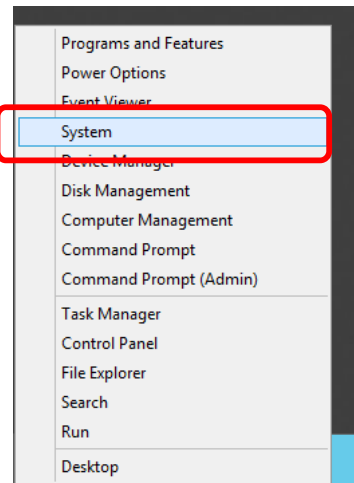 Programs and Features
Power Options
Event Viewer
System
Device Manager
Disk Management
Computer Management
Command Prompt
Command Prompt (Admin)
Task Manager
Control Panel
File Explorer
Search
Run
Desktop